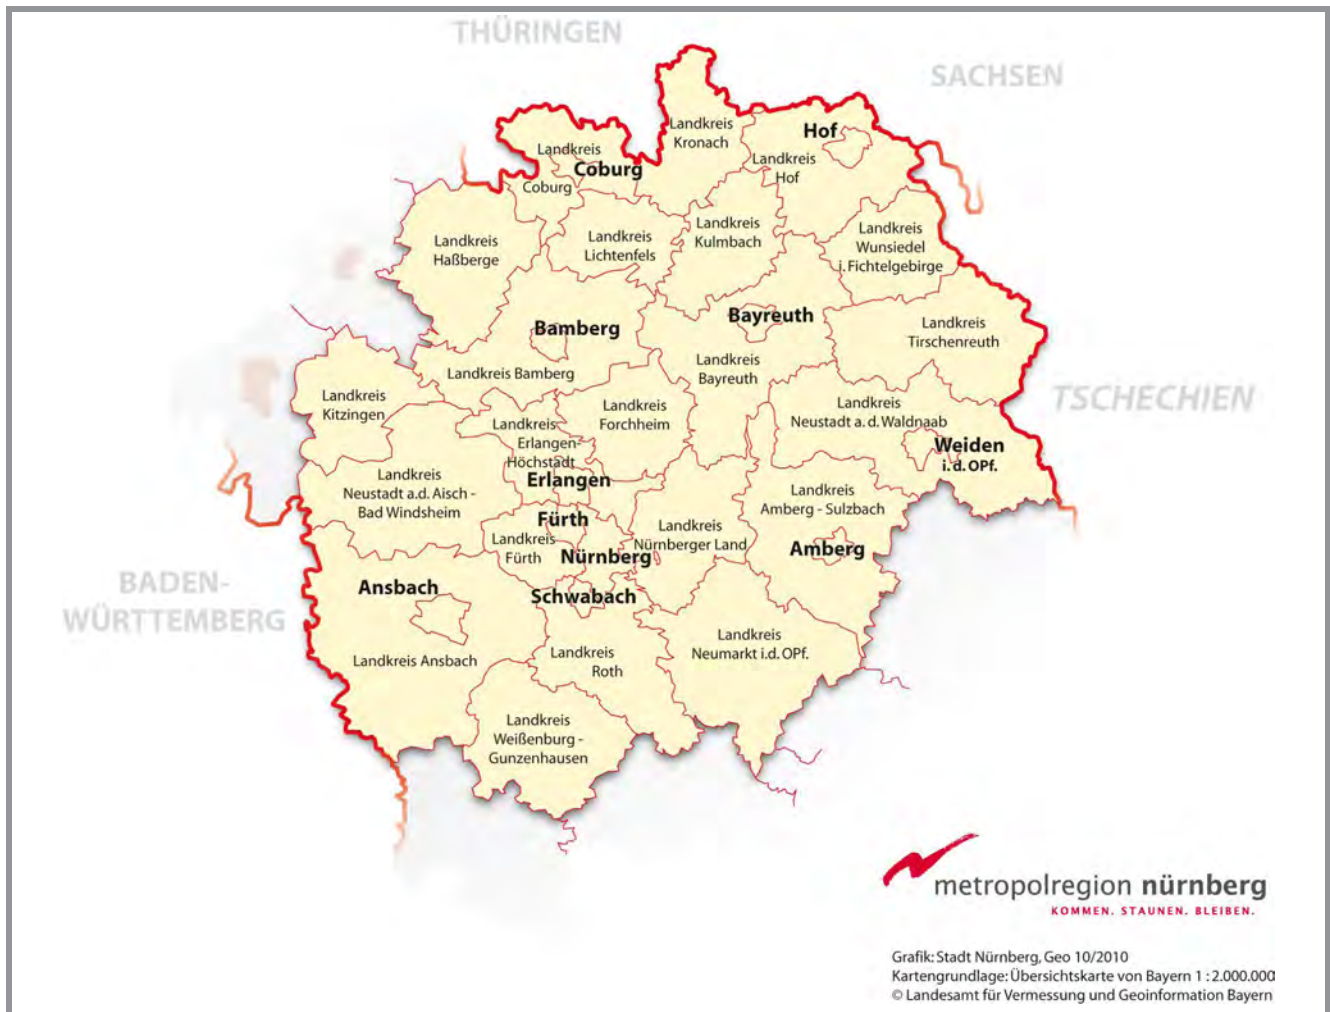 THÜRINGEN
SACHSEN
Landkreis
Kronach
Hof
Landkreis
Hof
Landkreis
Coburg
Coburg
Landkreis
Haßberge
Landkreis
Lichtenfels
Landkreis
Kulmbach
Landkreis
Wunsiedel
i. Fichtelgebirge
Bamberg
Landkreis Bamberg
Bayreuth
Landkreis
Bayreuth
Landkreis
Tirschenreuth
TSCHECHIEN
Landkreis
Kitzingen
Landkreis
Erlangen-
Höchstadt
Landkreis
Forchheim
Landkreis
Neustadt a. d. Waldnaab
Weiden
i. d. OPf.
Landkreis
Neustadt a.d. Aisch -
Bad Windsheim
Erlangen
Fürth
Landkreis
Fürth
Nürnberg
Landkreis
Nürnberger Land
Landkreis
Amberg - Sulzbach
Amberg
BADEN-
WÜRTTEMBERG
Ansbach
Landkreis Ansbach
Schwabach
Landkreis
Roth
Landkreis
Neumarkt i.d. OPf.
Landkreis
Weißenburg -
Gunzenhausen
metropolregion nürnberg
KOMMEN. STAUNEN. BLEIBEN.
Grafik: Stadt Nürnberg, Geo 10/2010
Kartengrundlage: Übersichtskarte von Bayern 1 : 2.000.000
© Landesamt für Vermessung und Geoinformation Bayern